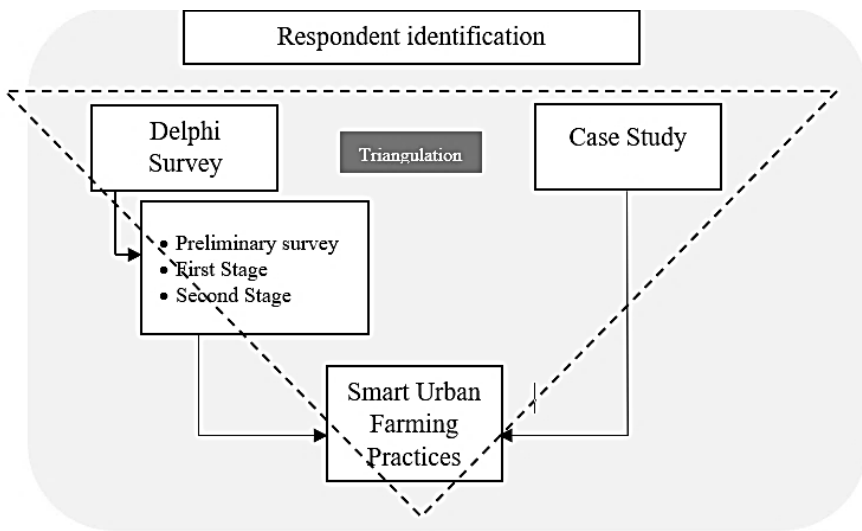 Respondent identification
Delphi
Survey
Triangulation
Case Study
• Preliminary survey
• First Stage
• Second Stage
Smart Urban
Farming
Practices